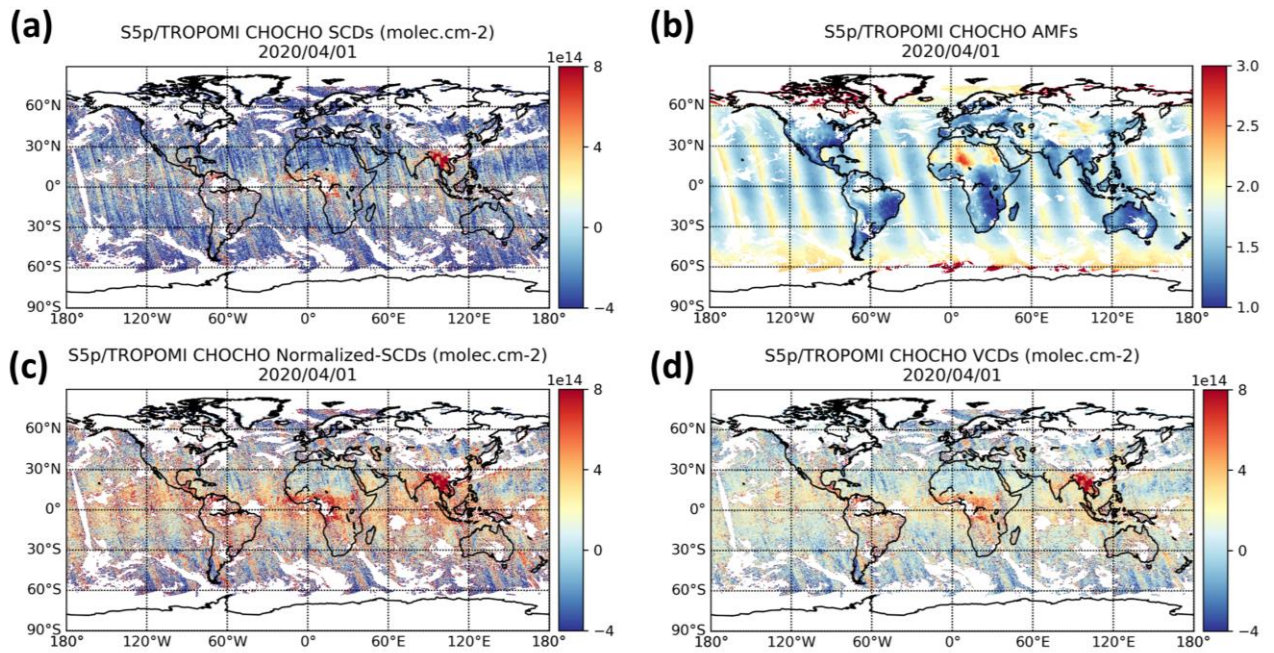 (a)
S5p/TROPOMI CHOCHO SCDs (molec.cm-2)
2020/04/01
1e14
8
4
0
−4
60°N
30°N
0°
30°S
60°S
90°S
180° 120°W 60°W 0° 60°E 120°E 180°
(b)
S5p/TROPOMI CHOCHO AMFs
2020/04/01
3.0
2.5
2.0
1.5
1.0
60°N
30°N
0°
30°S
60°S
90°S
180° 120°W 60°W 0° 60°E 120°E 180°
(c)
S5p/TROPOMI CHOCHO Normalized-SCDs (molec.cm-2)
2020/04/01
1e14
8
4
0
−4
60°N
30°N
0°
30°S
60°S
90°S
180° 120°W 60°W 0° 60°E 120°E 180°
(d)
S5p/TROPOMI CHOCHO VCDs (molec.cm-2)
2020/04/01
1e14
8
4
0
−4
60°N
30°N
0°
30°S
60°S
90°S
180° 120°W 60°W 0° 60°E 120°E 180°